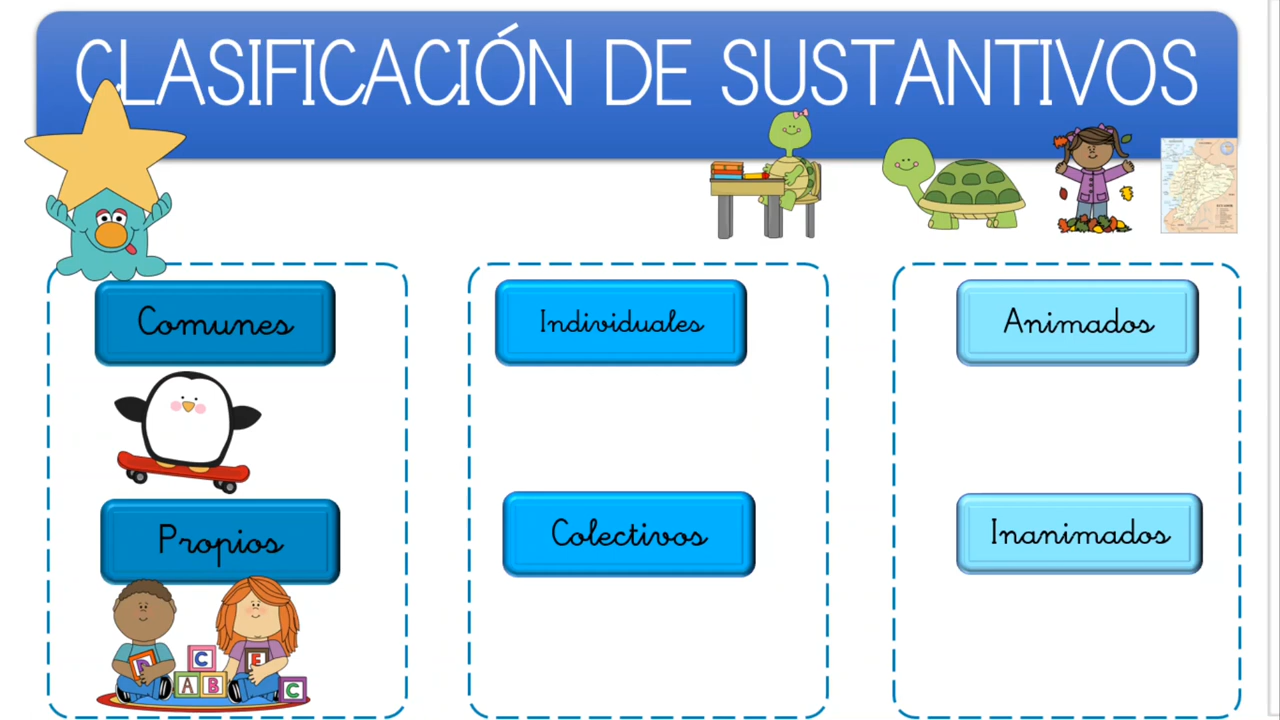 CLASIFICACIÓN DE SUSTANTIVOS
Comunes
Individuales
Animados
Propios
Colectivos
Inanimados
D
C
E
A
B
C